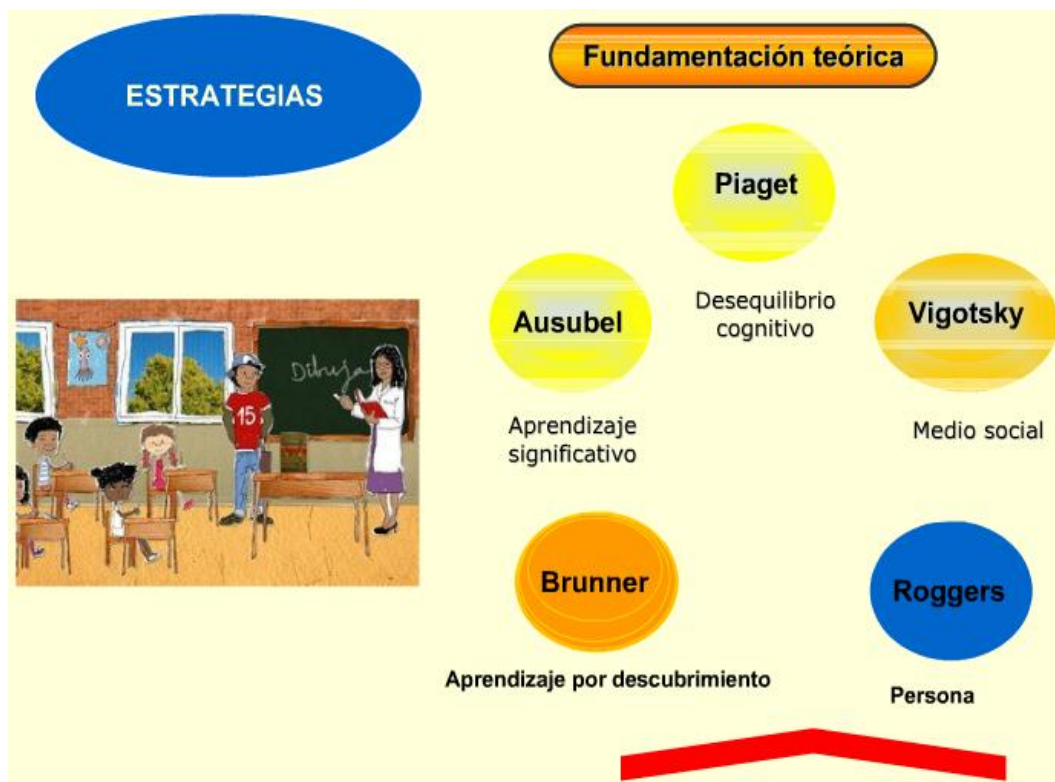 ESTRATEGIAS
Fundamentación teórica
Piaget
Desequilibrio
cognitivo
Ausubel
Aprendizaje
significativo
Vigotsky
Medio social
Dibuja
15
Brunner
Aprendizaje por descubrimiento
Roggers
Persona